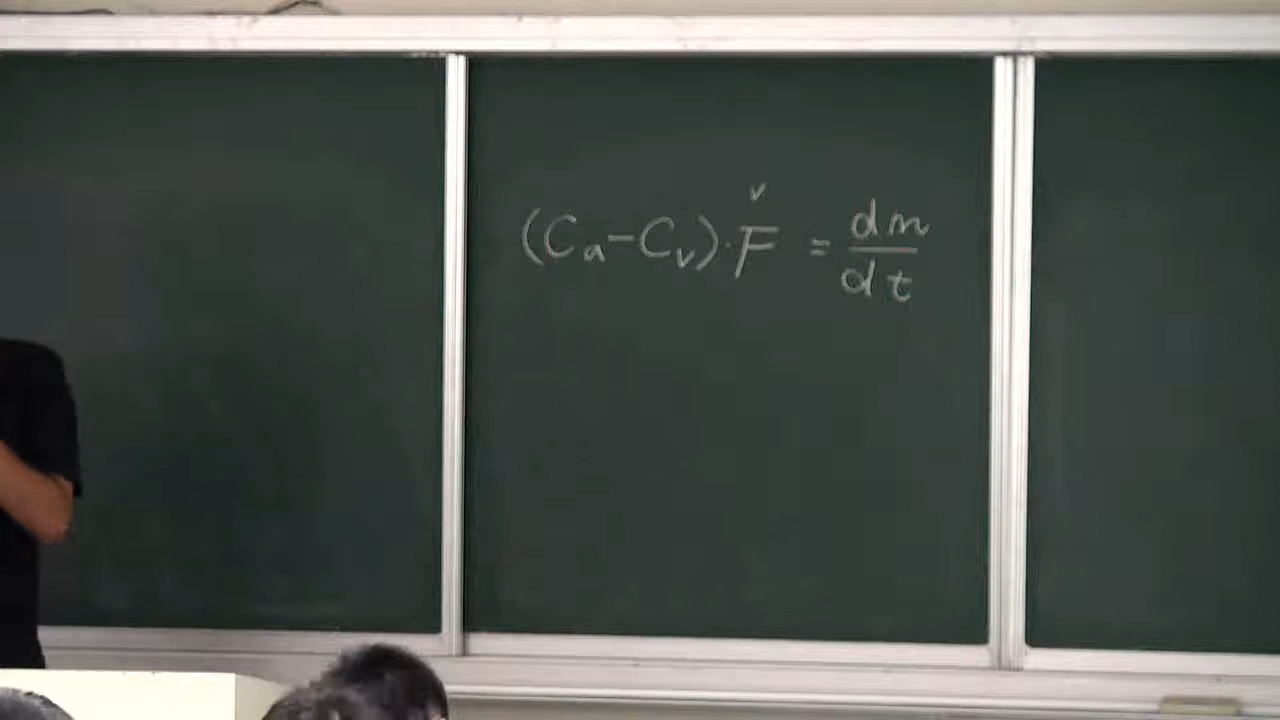 v
(Ca-Cv)·F = dm/dt